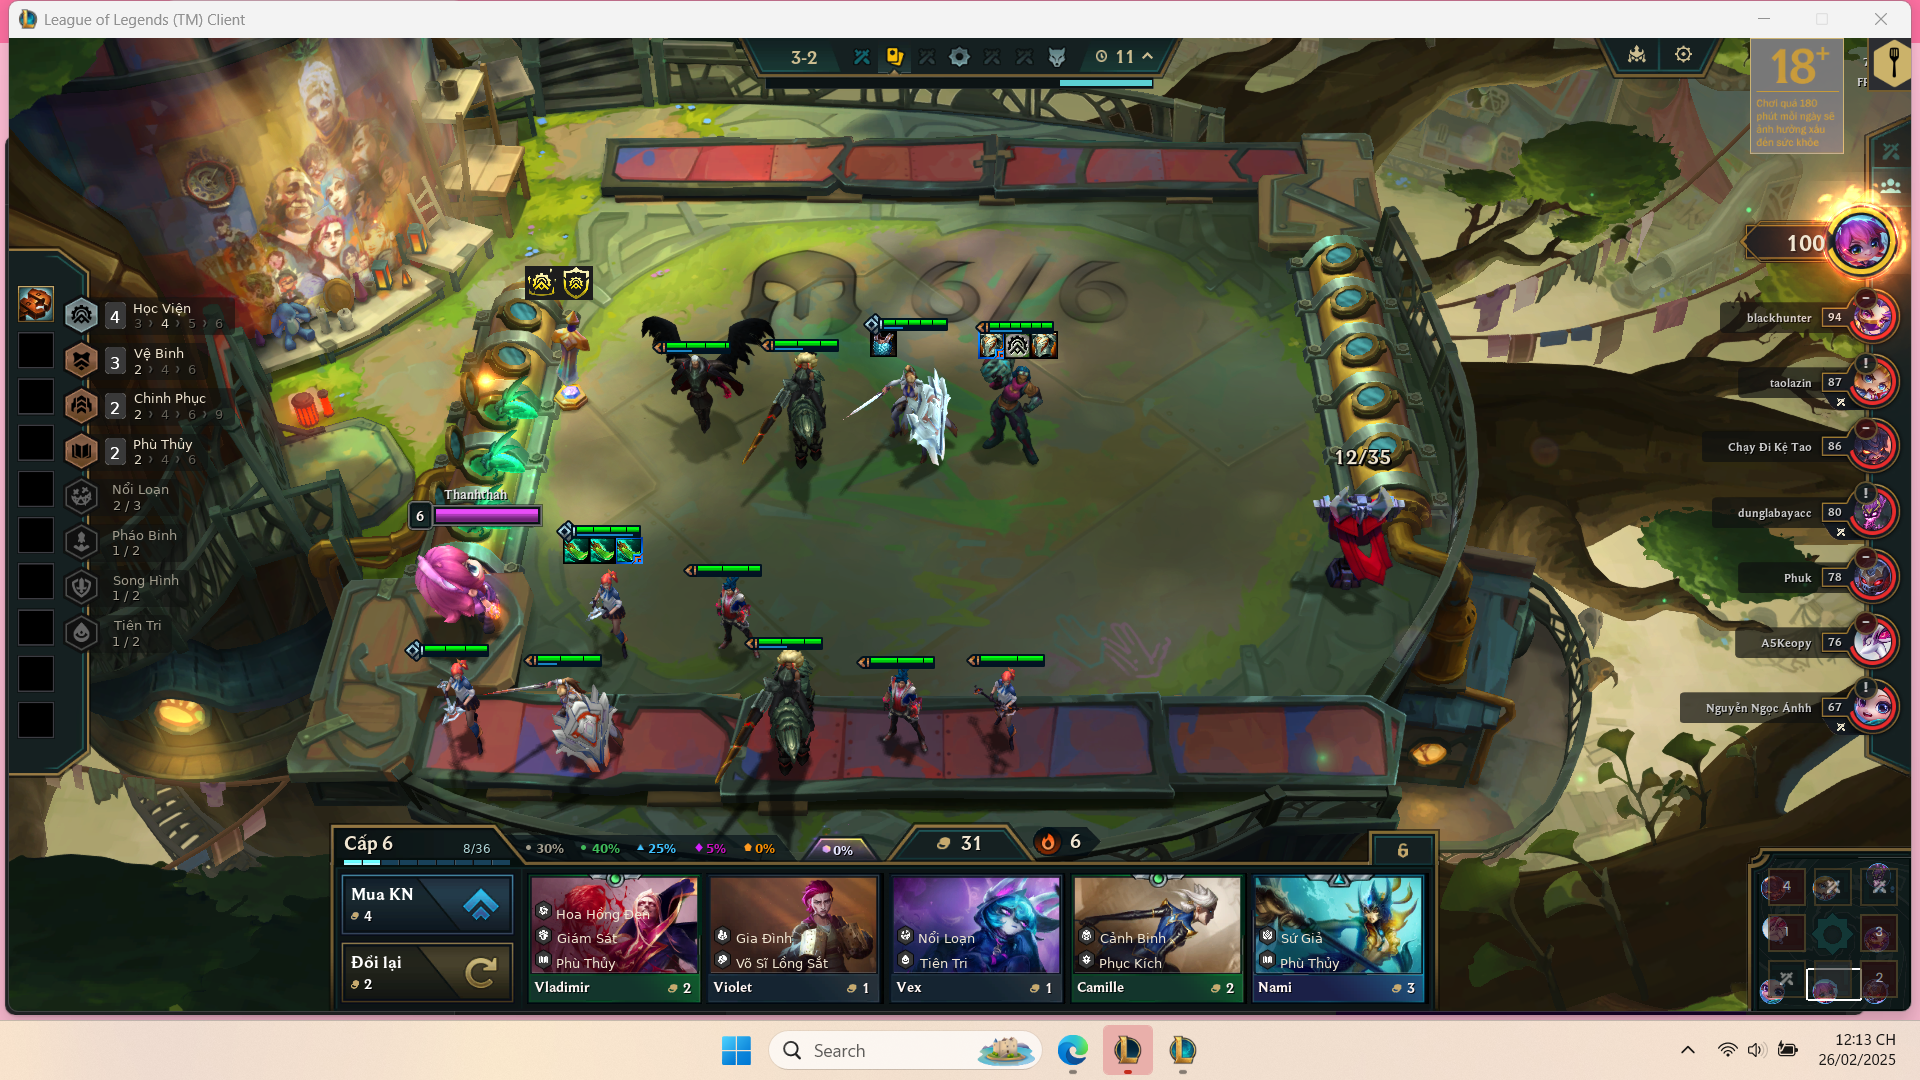 League of Legends (TM) Client
3-2
11
18+
Chơi quá 180
phút mỗi ngày sẽ
ảnh hưởng xấu
đến sức khỏe
6/6
100
4
Học Viện
3 › 4 › 5 › 6
3
Vệ Binh
2 › 4 › 6
2
Chinh Phục
2 › 4 › 6 › 9
2
Phù Thủy
2 › 4 › 6
Nổi Loạn
2 / 3
Pháo Binh
1 / 2
Song Hình
1 / 2
Tiên Tri
1 / 2
blackhunter 94
taolazin 87
Chạy Đi Kệ Tao 86
dunglabayacc 80
Phuk 78
A5Keopy 76
Nguyễn Ngọc Ánhh 67
12/35
Thanhthan
6
Cấp 6
8/36
30% 40% 25% 5% 0%
0%
31
6
6
Mua KN
4
Đổi lại
2
Hoa Hồng Đen
Giám Sát
Phù Thủy
Vladimir 2
Gia Đình
Võ Sĩ Lồng Sắt
Violet 1
Nổi Loạn
Tiên Tri
Vex 1
Cảnh Binh
Phục Kích
Camille 2
Sứ Giả
Phù Thủy
Nami 3
4
1
3
2
Search
12:13 CH
26/02/2025